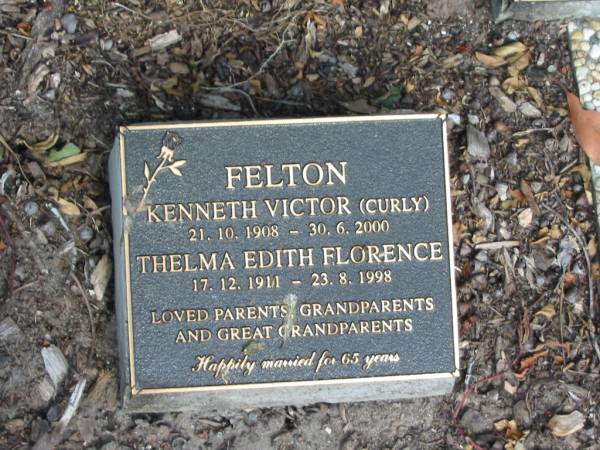 FELTON
KENNETH VICTOR (CURLY)
21. 10. 1908 – 30. 6. 2000
THELMA EDITH FLORENCE
17. 12. 1911 – 23. 8. 1998
LOVED PARENTS, GRANDPARENTS
AND GREAT GRANDPARENTS
Happily married for 65 years